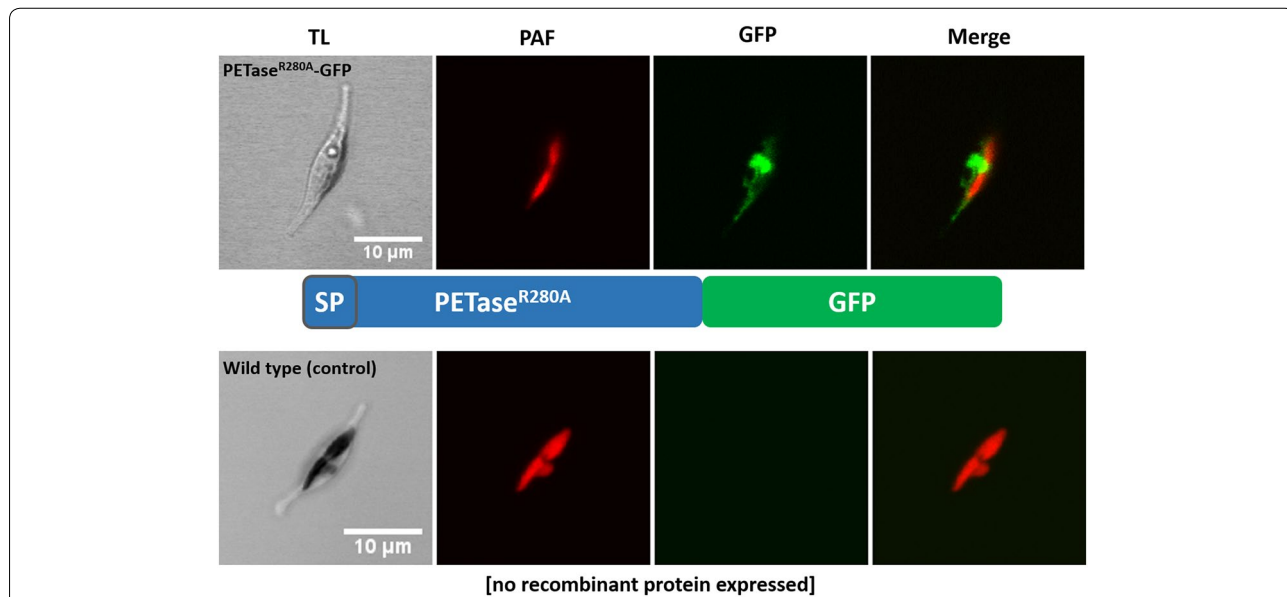 TL PAF GFP Merge
PETaseR280A-GFP
10 µm
SP PETaseR280A GFP
Wild type (control)
10 µm
[no recombinant protein expressed]